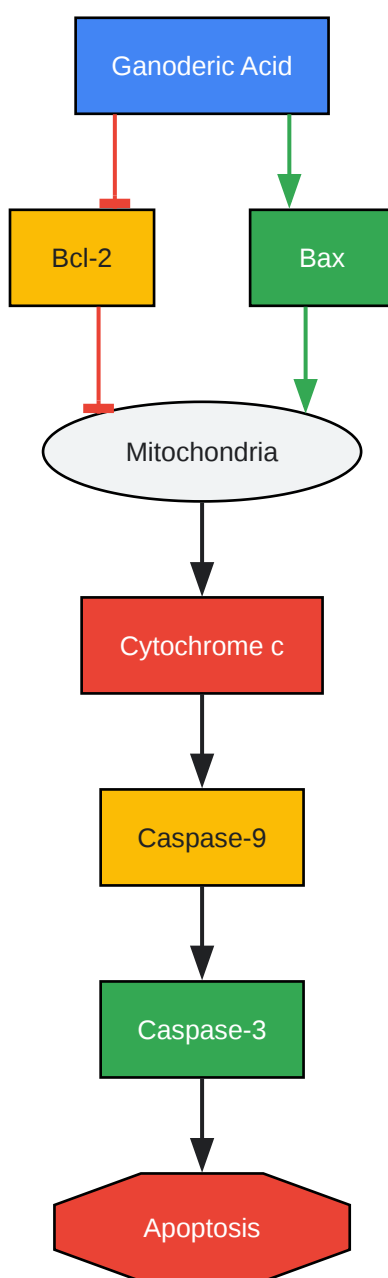 Ganoderic Acid
Bcl-2
Bax
Mitochondria
Cytochrome c
Caspase-9
Caspase-3
Apoptosis